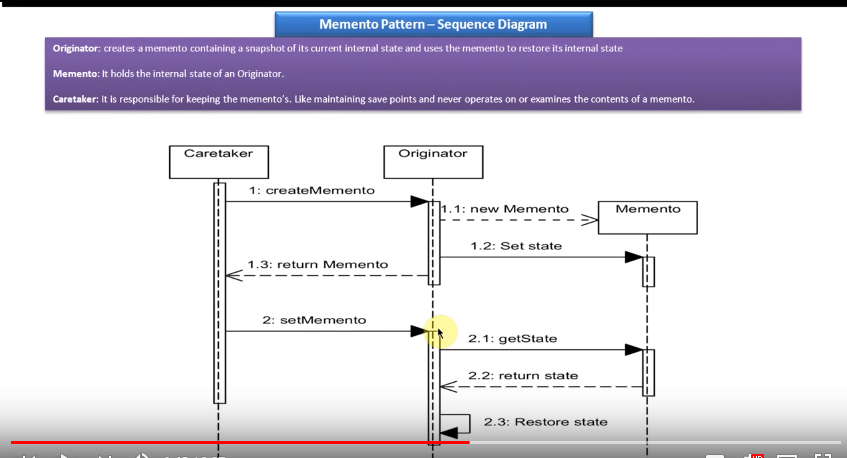 Memento Pattern – Sequence Diagram
Originator: creates a memento containing a snapshot of its current internal state and uses the memento to restore its internal state
Memento: It holds the internal state of an Originator.
Caretaker: It Is responsible for keeping the memento's. Like maintaining save points and never operates on or examines the contents of a memento.
Caretaker
Originator
1: createMemento
1.1: new Memento
Memento
1.2: Set state
1.3: return Memento
2: setMemento
2.1: getState
2.2: return state
2.3: Restore state